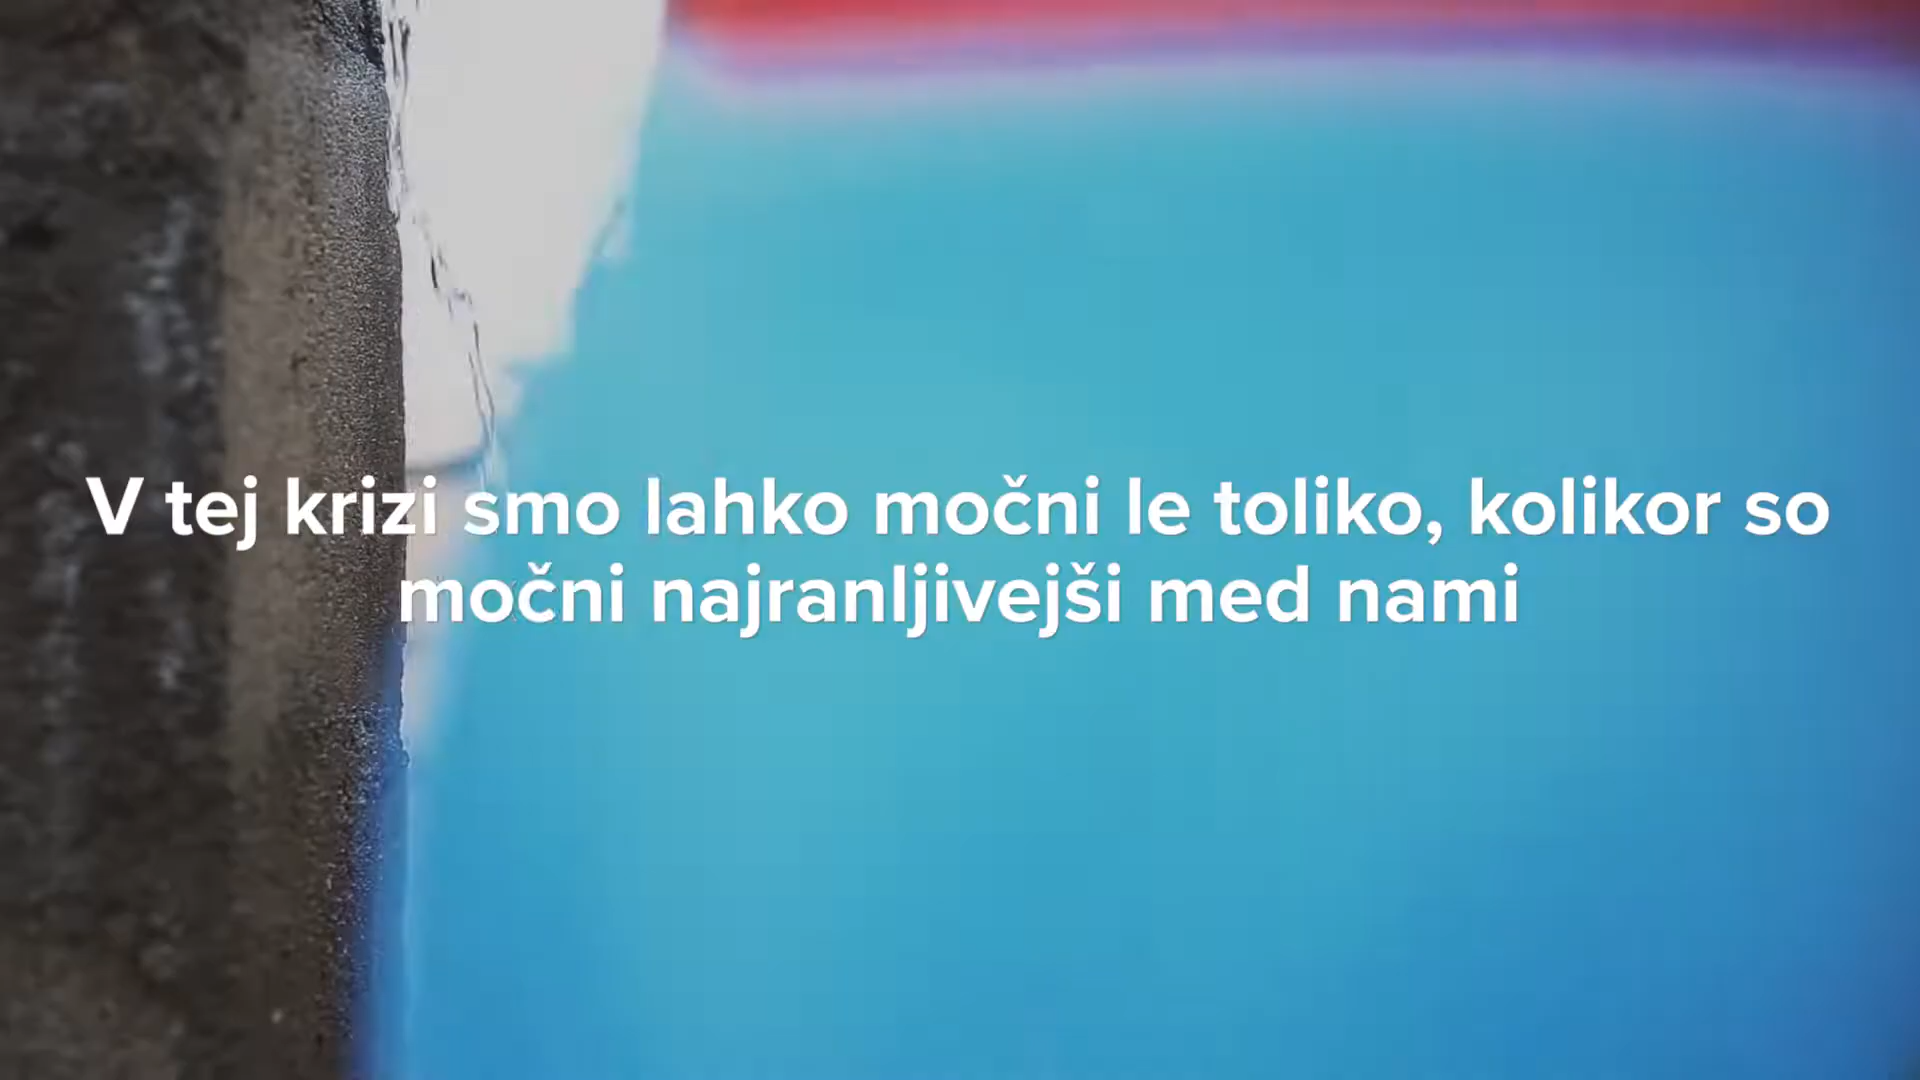 V tej krizi smo lahko močni le toliko, kolikor so
močni najranljivejši med nami